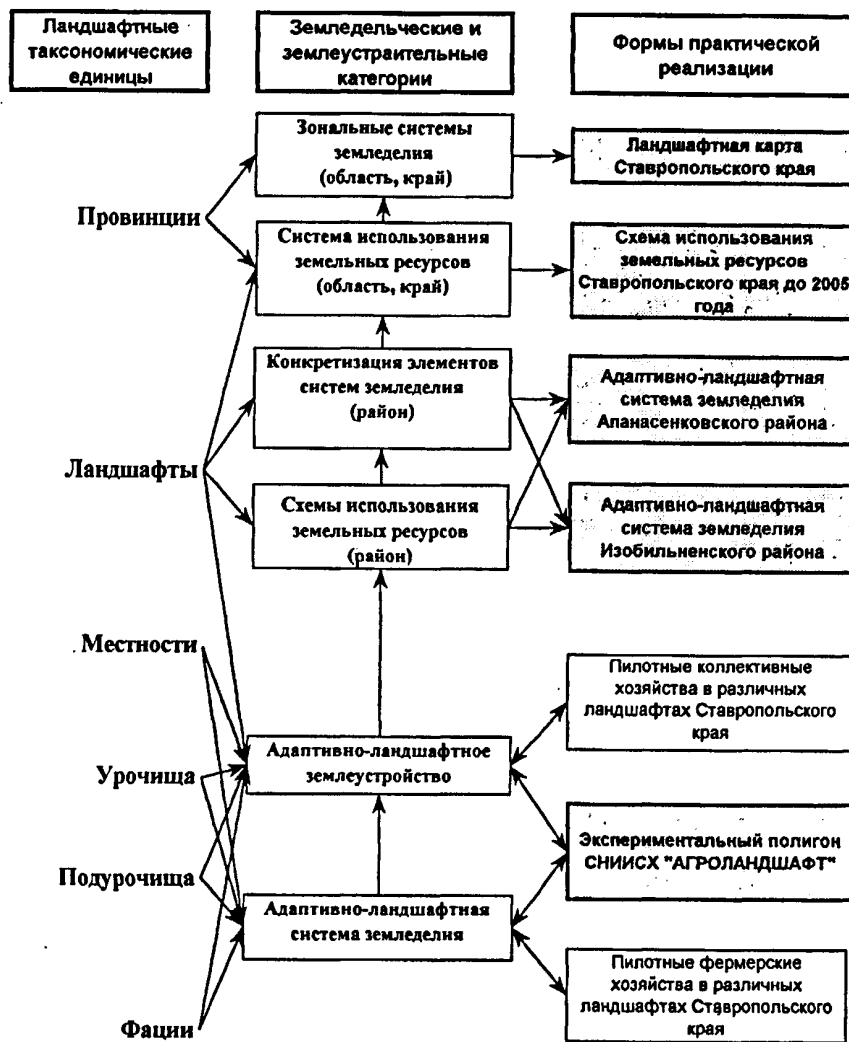 Ландшафтные
таксономические
единицы
Земледельческие и
землеустраительные
категории
Формы практической
реализации
Зональные системы
земледелия
(область, край)
Ландшафтная карта
Ставропольского края
Провинции
Система использования
земельных ресурсов
(область, край)
Схема использования
земельных ресурсов
Ставропольского края до 2005
года
Конкретизация элементов
систем земледелия
(район)
Адаптивно-ландшафтная
система земледелия
Апанасенковского района
Ландшафты
Схемы использования
земельных ресурсов
(район)
Адаптивно-ландшафтная
система земледелия
Изобильненского района
Местности
Пилотные коллективные
хозяйства в различных
ландшафтах Ставропольского
края
Адаптивно-ландшафтное
землеустройство
Урочища
Экспериментальный полигон
СНИИСХ "АГРОЛАНДШАФТ"
Подурочища
Адаптивно-ландшафтная
система земледелия
Пилотные фермерские
хозяйства в различных
ландшафтах Ставропольского
края
Фации